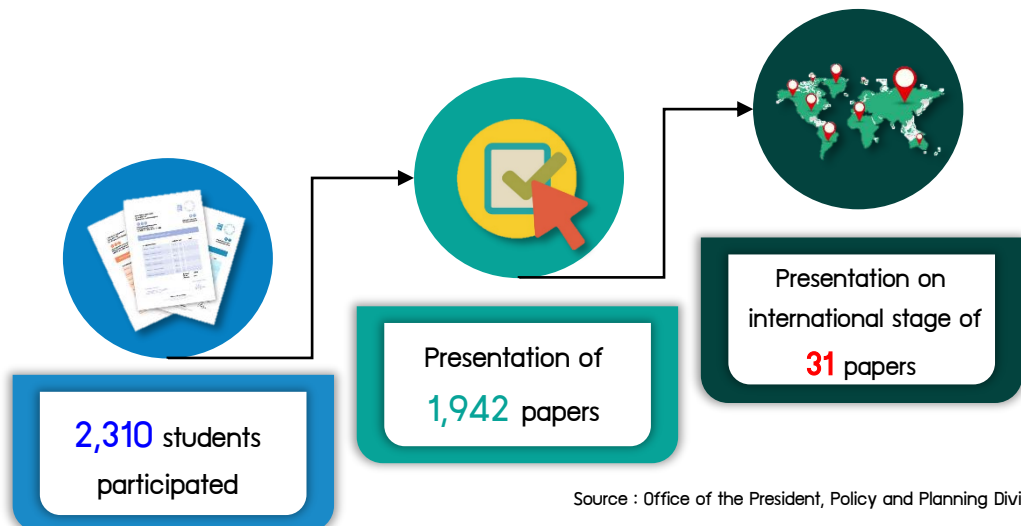 2,310 students
participated
Presentation of
1,942 papers
Presentation on
international stage of
31 papers
Source : Office of the President, Policy and Planning Divi